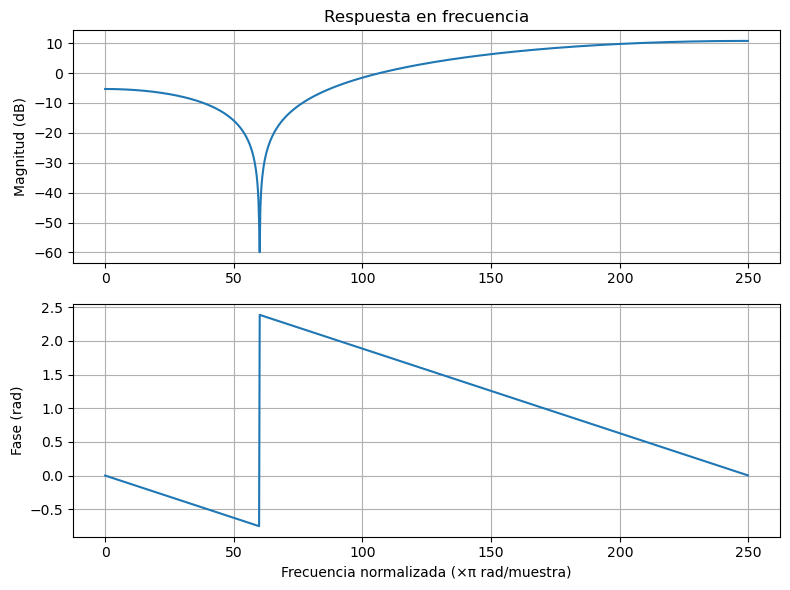 Respuesta en frecuencia
Magnitud (dB)
10
0
−10
−20
−30
−40
−50
−60
0 50 100 150 200 250
Fase (rad)
2.5
2.0
1.5
1.0
0.5
0.0
−0.5
0 50 100 150 200 250
Frecuencia normalizada (×π rad/muestra)